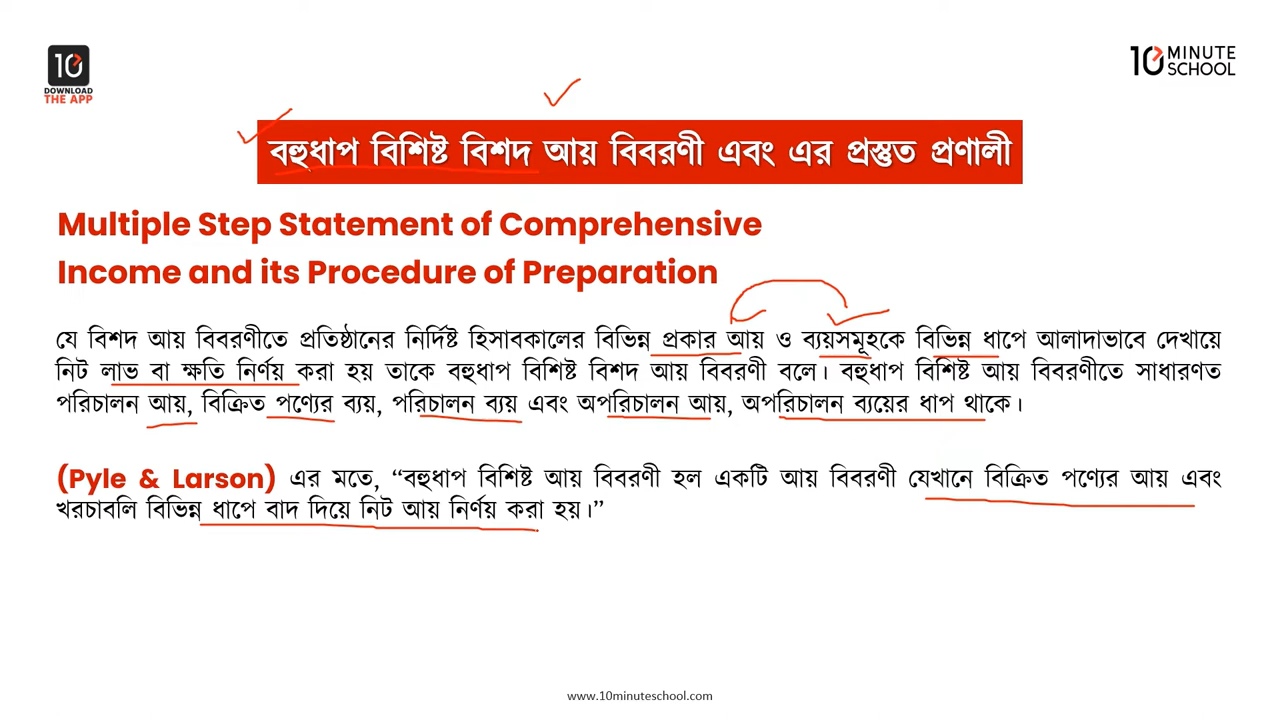 10
DOWNLOAD
THE APP
10 MINUTE
SCHOOL
বহুধাপ বিশিষ্ট বিশদ আয় বিবরণী এবং এর প্রস্তুত প্রণালী
Multiple Step Statement of Comprehensive
Income and its Procedure of Preparation
যে বিশদ আয় বিবরণীতে প্রতিষ্ঠানের নির্দিষ্ট হিসাবকালের বিভিন্ন প্রকার আয় ও ব্যয়সমূহকে বিভিন্ন ধাপে আলাদাভাবে দেখায়ে
নিট লাভ বা ক্ষতি নির্ণয় করা হয় তাকে বহুধাপ বিশিষ্ট বিশদ আয় বিবরণী বলে। বহুধাপ বিশিষ্ট আয় বিবরণীতে সাধারণত
পরিচালন আয়, বিক্রিত পণ্যের ব্যয়, পরিচালন ব্যয় এবং অপরিচালন আয়, অপরিচালন ব্যয়ের ধাপ থাকে।
(Pyle & Larson) এর মতে, “বহুধাপ বিশিষ্ট আয় বিবরণী হল একটি আয় বিবরণী যেখানে বিক্রিত পণ্যের আয় এবং
খরচাবলি বিভিন্ন ধাপে বাদ দিয়ে নিট আয় নির্ণয় করা হয়।”
www.10minuteschool.com